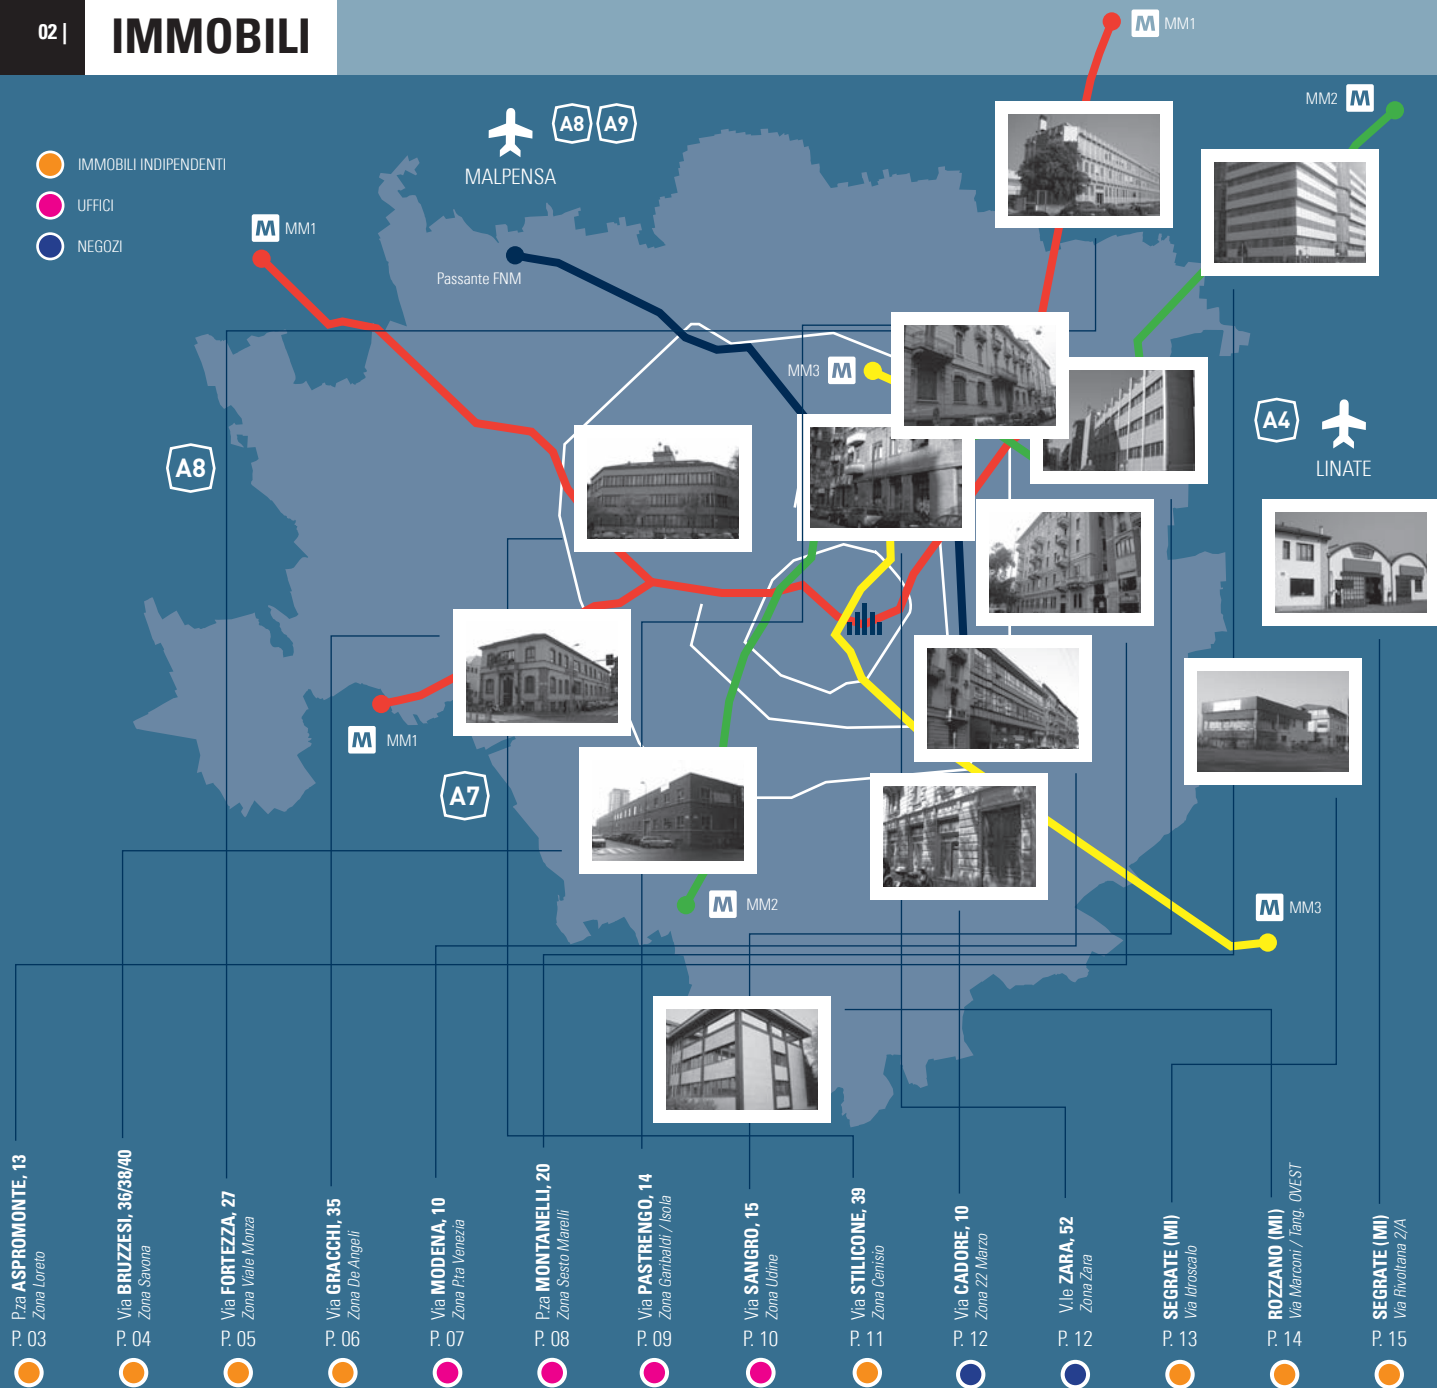 02 |
IMMOBILI
M MM1
MM2 M
A8 A9
MALPENSA
IMMOBILI INDIPENDENTI
UFFICI
NEGOZI
M MM1
Passante FNM
MM3 M
A4
LINATE
A8
M MM1
A7
M MM2
M MM3
P.za ASPROMONTE, 13
Zona Loreto
P. 03
Via BRUZZESI, 36/38/40
Zona Savona
P. 04
Via FORTEZZA, 27
Zona Viale Monza
P. 05
Via GRACCHI, 35
Zona De Angeli
P. 06
Via MODENA, 10
Zona P.ta Venezia
P. 07
P.za MONTANELLI, 20
Zona Sesto Marelli
P. 08
Via PASTRENGO, 14
Zona Garibaldi / Isola
P. 09
Via SANGRO, 15
Zona Udine
P. 10
Via STILICONE, 39
Zona Cenisio
P. 11
Via CADORE, 10
Zona 22 Marzo
P. 12
V.le ZARA, 52
Zona Zara
P. 12
SEGRATE (MI)
Via Idroscalo
P. 13
ROZZANO (MI)
Via Marconi / Tang. OVEST
P. 14
SEGRATE (MI)
Via Rivoltana 2/A
P. 15